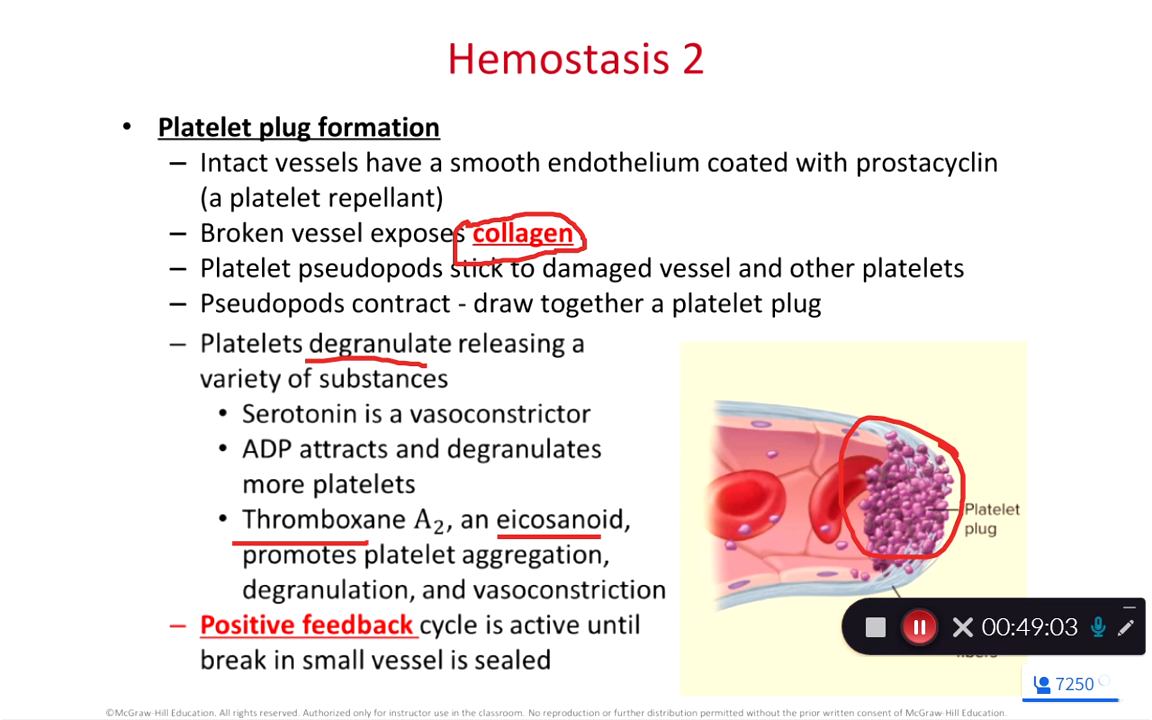 Hemostasis 2
• Platelet plug formation
– Intact vessels have a smooth endothelium coated with prostacyclin
(a platelet repellant)
– Broken vessel exposes collagen
– Platelet pseudopods stick to damaged vessel and other platelets
– Pseudopods contract - draw together a platelet plug
– Platelets degranulate releasing a
variety of substances
• Serotonin is a vasoconstrictor
• ADP attracts and degranulates
more platelets
• Thromboxane A₂, an eicosanoid,
promotes platelet aggregation,
degranulation, and vasoconstriction
– Positive feedback cycle is active until
break in small vessel is sealed
Platelet
plug
00:49:03
7250
©McGraw-Hill Education. All rights reserved. Authorized only for instructor use in the classroom. No reproduction or further distribution permitted without the prior written consent of McGraw-Hill Education.